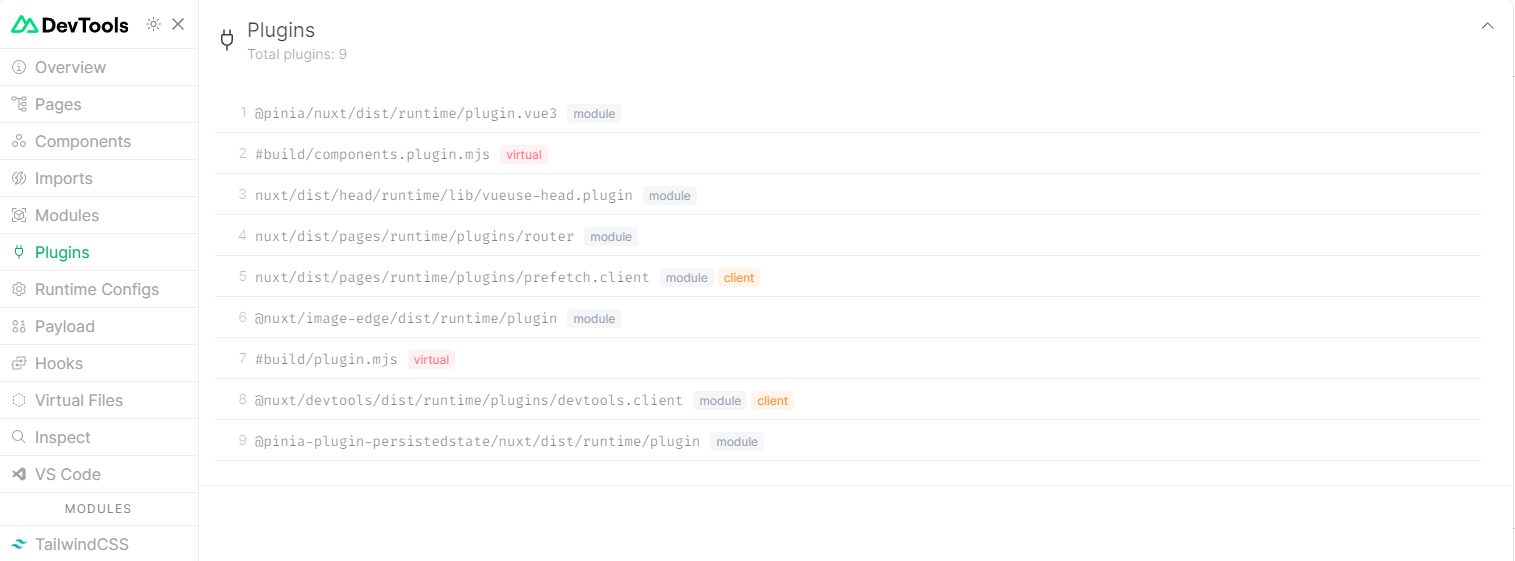 DevTools
Overview
Pages
Components
Imports
Modules
Plugins
Runtime Configs
Payload
Hooks
Virtual Files
Inspect
VS Code
MODULES
TailwindCSS
Plugins
Total plugins: 9
1 @pinia/nuxt/dist/runtime/plugin.vue3 module
2 #build/components.plugin.mjs virtual
3 nuxt/dist/head/runtime/lib/vueuse-head.plugin module
4 nuxt/dist/pages/runtime/plugins/router module
5 nuxt/dist/pages/runtime/plugins/prefetch.client module client
6 @nuxt/image-edge/dist/runtime/plugin module
7 #build/plugin.mjs virtual
8 @nuxt/devtools/dist/runtime/plugins/devtools.client module client
9 @pinia-plugin-persistedstate/nuxt/dist/runtime/plugin module